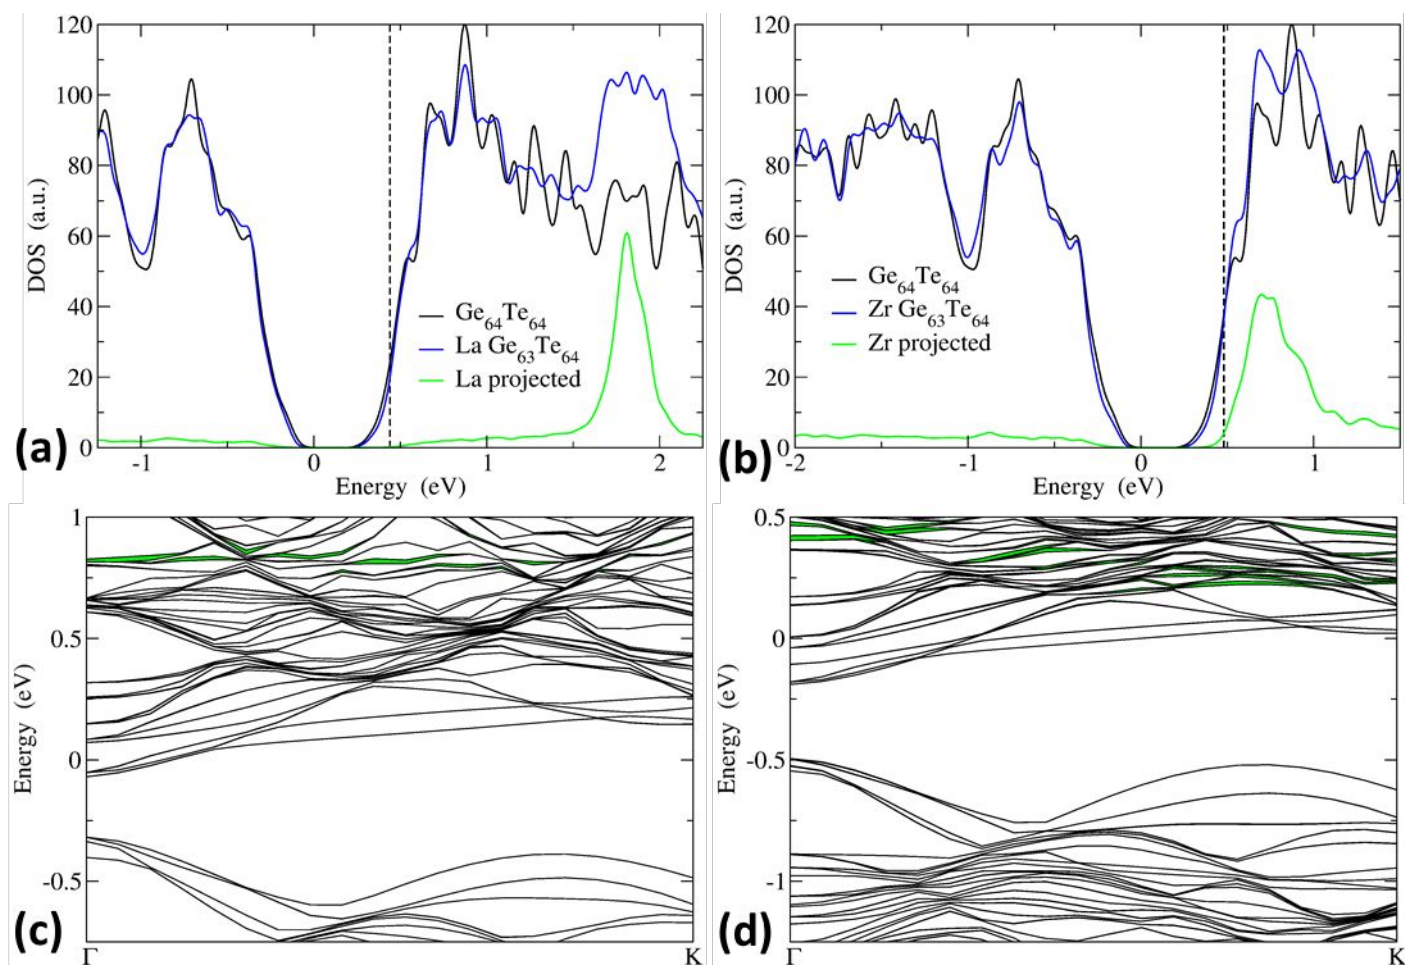 120
100
80
60
40
20
0
DOS (a.u.)
Ge64Te64
La Ge63Te64
La projected
-1 0 1 2
Energy (eV)
(a)
120
100
80
60
40
20
0
DOS (a.u.)
Ge64Te64
Zr Ge63Te64
Zr projected
-2 -1 0 1
Energy (eV)
(b)
1
0.5
0
-0.5
Energy (eV)
(c)
Γ K
0.5
0
-0.5
-1
Energy (eV)
(d)
Γ K